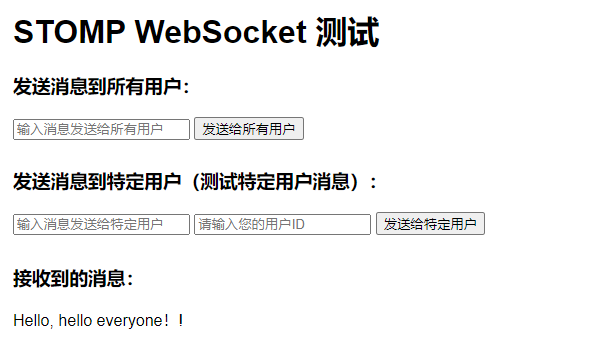 STOMP WebSocket 测试
发送消息到所有用户：
输入消息发送给所有用户 发送给所有用户
发送消息到特定用户（测试特定用户消息）：
输入消息发送给特定用户 请输入您的用户ID 发送给特定用户
接收到的消息：
Hello, hello everyone！!